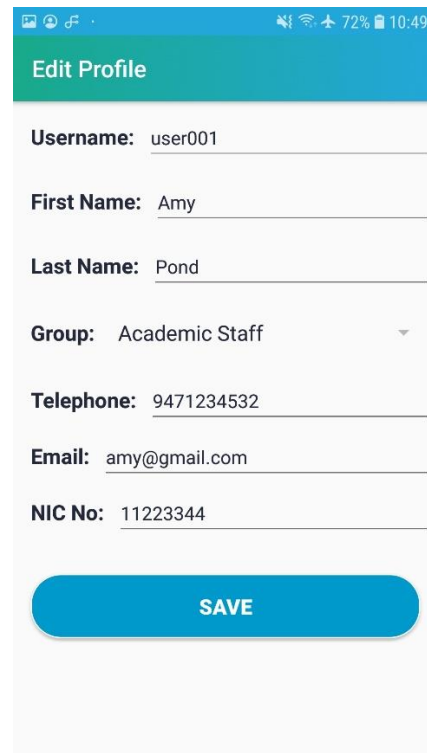 72% 10:49
Edit Profile
Username: user001
First Name: Amy
Last Name: Pond
Group: Academic Staff
Telephone: 9471234532
Email: amy@gmail.com
NIC No: 11223344
SAVE